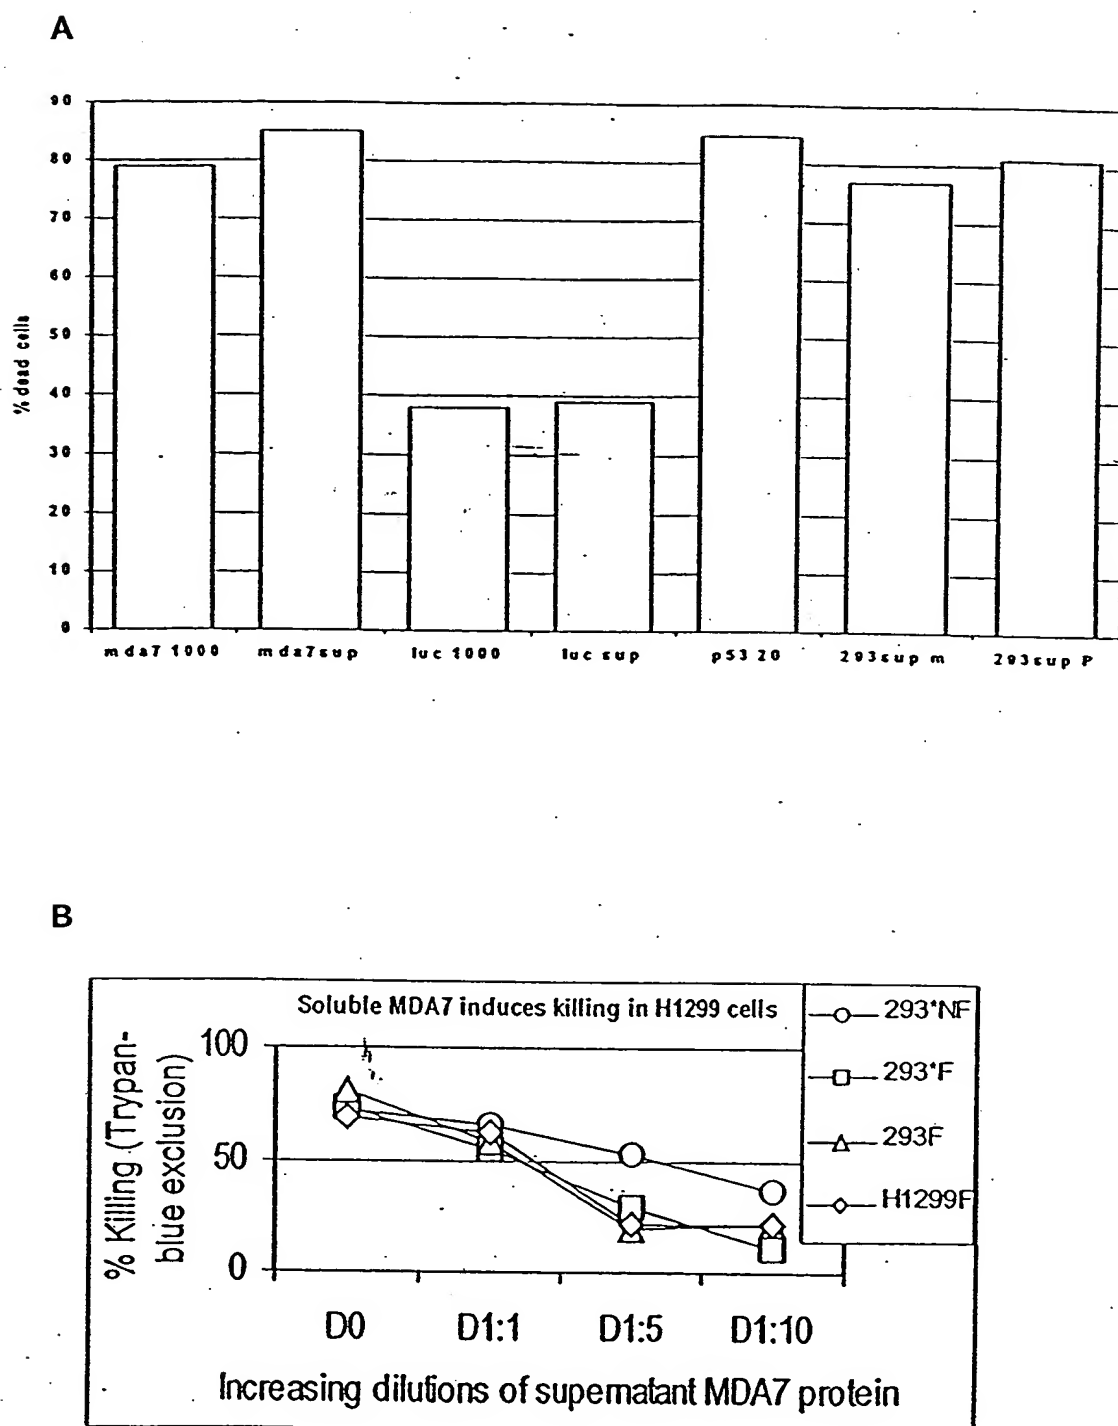 A
90
80
70
60
50
40
30
20
10
0
% dead cells
mda7 1000 mda7sup luc 1000 luc sup p53 20 293sup m 293sup P
B
Soluble MDA7 induces killing in H1299 cells
293*NF
293*F
293F
H1299F
% Killing (Trypan-
blue exclusion)
100
50
0
D0 D1:1 D1:5 D1:10
Increasing dilutions of supernatant MDA7 protein